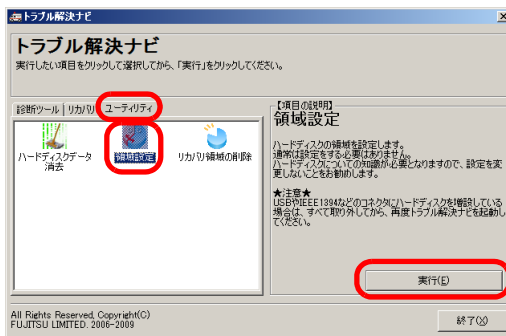 トラブル解決ナビ
トラブル解決ナビ
実行したい項目をクリックして選択してから、「実行」をクリックしてください。
診断ツール
リカバリ
ユーティリティ
ハードディスクデータ
消去
領域設定
リカバリ領域の削除
【項目の説明】
領域設定
ハードディスクの領域を設定します。
通常は設定をする必要はありません。
ハードディスクについての知識が必要となりますので、設定を変
更しないことをお勧めします。
★注意★
USBやIEEE1394などのコネクタにハードディスクを増設している
場合は、すべて取り外してから、再度トラブル解決ナビを起動し
てください。
実行(E)
All Rights Reserved, Copyright(C)
FUJITSU LIMITED. 2006-2009
終了(X)